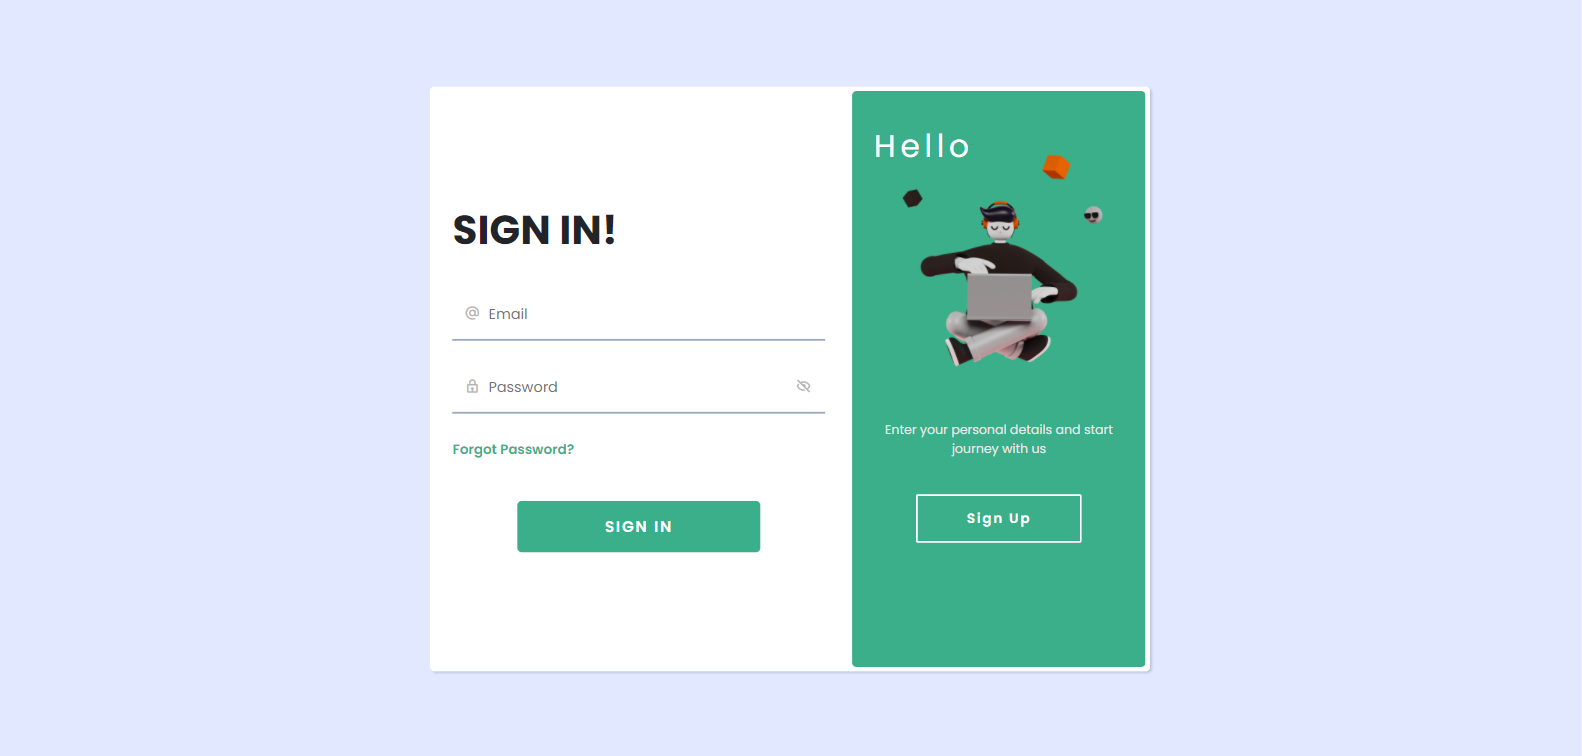 SIGN IN!
Email
Password
Forgot Password?
SIGN IN
Hello
Enter your personal details and start
journey with us
Sign Up